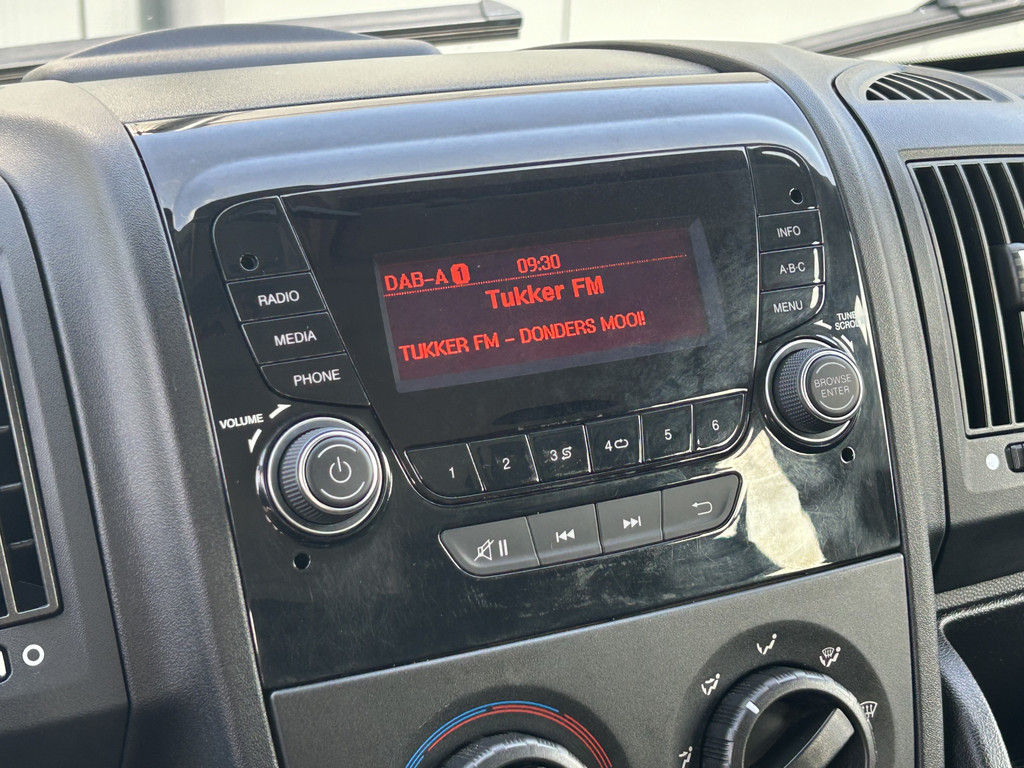 DAB-A 1 09:30
Tukker FM
TUKKER FM - DONDERS MOOI!
RADIO
MEDIA
PHONE
INFO
A·B·C
MENU
VOLUME
TUNE
SCROLL
BROWSE
ENTER
1 2 3 4 5 6